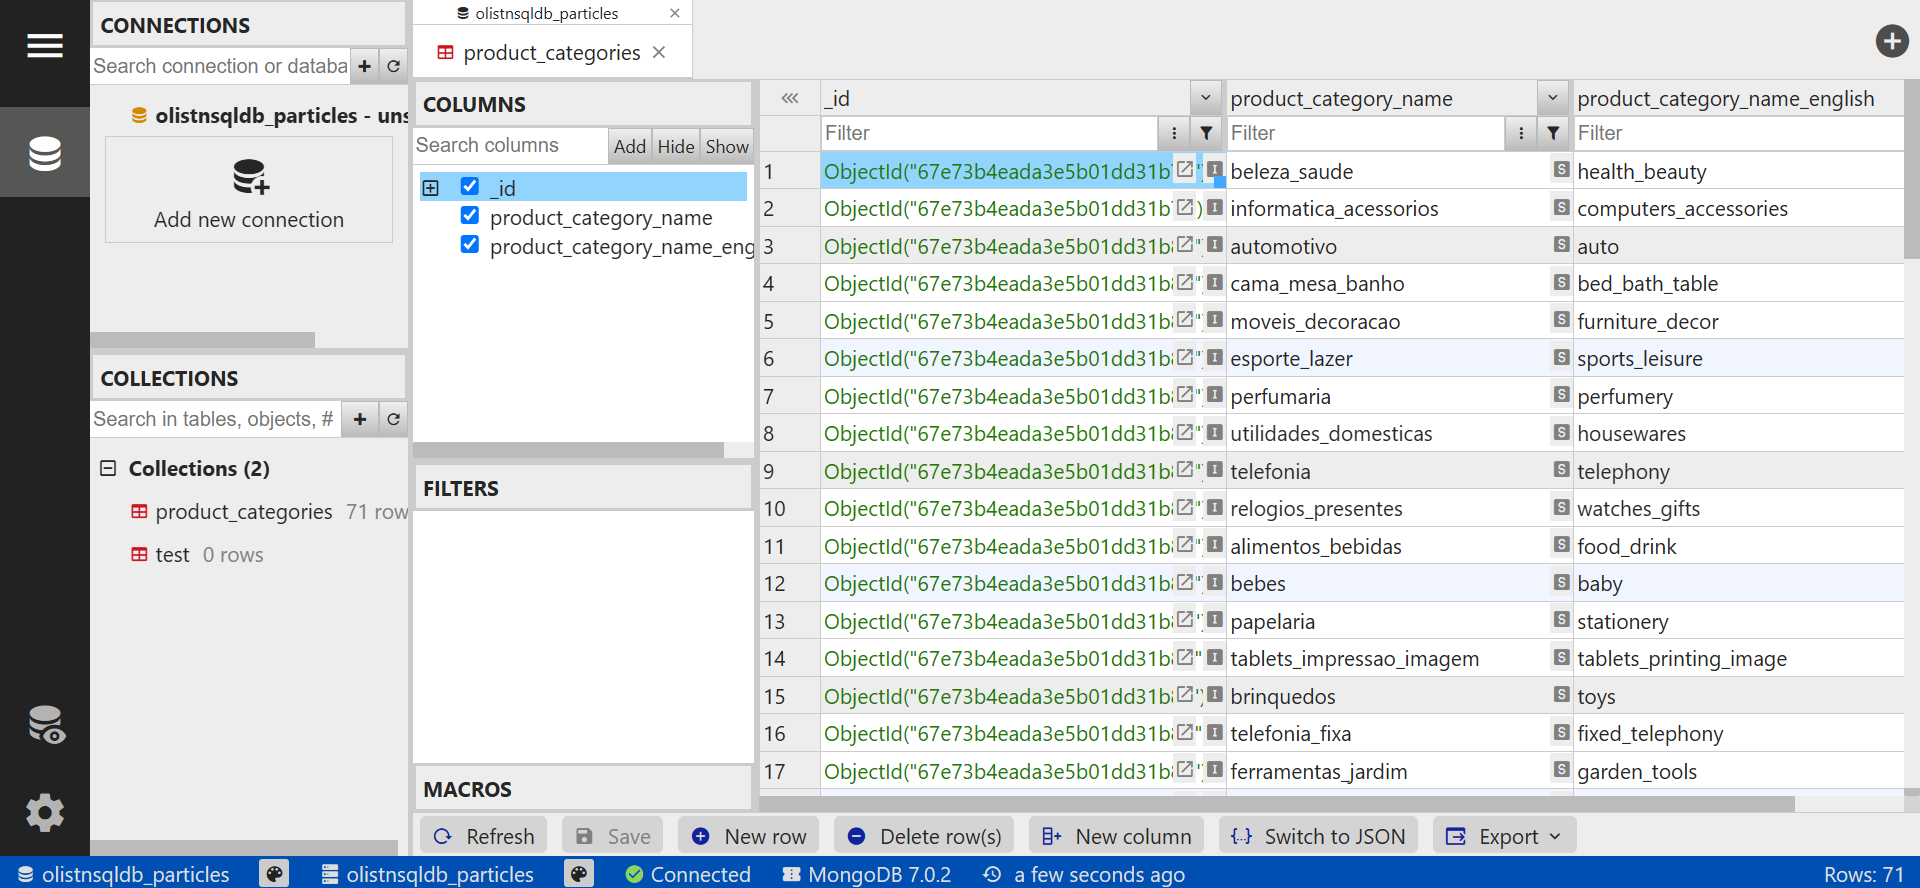 CONNECTIONS
Search connection or databa
olistnsqldb_particles - uns
Add new connection
COLLECTIONS
Search in tables, objects, #
Collections (2)
product_categories 71 row
test 0 rows
olistnsqldb_particles
product_categories
COLUMNS
Search columns Add Hide Show
_id
product_category_name
product_category_name_eng
FILTERS
MACROS
_id product_category_name product_category_name_english
Filter Filter Filter
1 ObjectId("67e73b4eada3e5b01dd31b beleza_saude S health_beauty
2 ObjectId("67e73b4eada3e5b01dd31b informatica_acessorios S computers_accessories
3 ObjectId("67e73b4eada3e5b01dd31b automotivo S auto
4 ObjectId("67e73b4eada3e5b01dd31b cama_mesa_banho S bed_bath_table
5 ObjectId("67e73b4eada3e5b01dd31b moveis_decoracao S furniture_decor
6 ObjectId("67e73b4eada3e5b01dd31b esporte_lazer S sports_leisure
7 ObjectId("67e73b4eada3e5b01dd31b perfumaria S perfumery
8 ObjectId("67e73b4eada3e5b01dd31b utilidades_domesticas S housewares
9 ObjectId("67e73b4eada3e5b01dd31b telefonia S telephony
10 ObjectId("67e73b4eada3e5b01dd31b relogios_presentes S watches_gifts
11 ObjectId("67e73b4eada3e5b01dd31b alimentos_bebidas S food_drink
12 ObjectId("67e73b4eada3e5b01dd31b bebes S baby
13 ObjectId("67e73b4eada3e5b01dd31b papelaria S stationery
14 ObjectId("67e73b4eada3e5b01dd31b tablets_impressao_imagem S tablets_printing_image
15 ObjectId("67e73b4eada3e5b01dd31b brinquedos S toys
16 ObjectId("67e73b4eada3e5b01dd31b telefonia_fixa S fixed_telephony
17 ObjectId("67e73b4eada3e5b01dd31b ferramentas_jardim S garden_tools
Refresh Save New row Delete row(s) New column Switch to JSON Export
olistnsqldb_particles olistnsqldb_particles Connected MongoDB 7.0.2 a few seconds ago Rows: 71